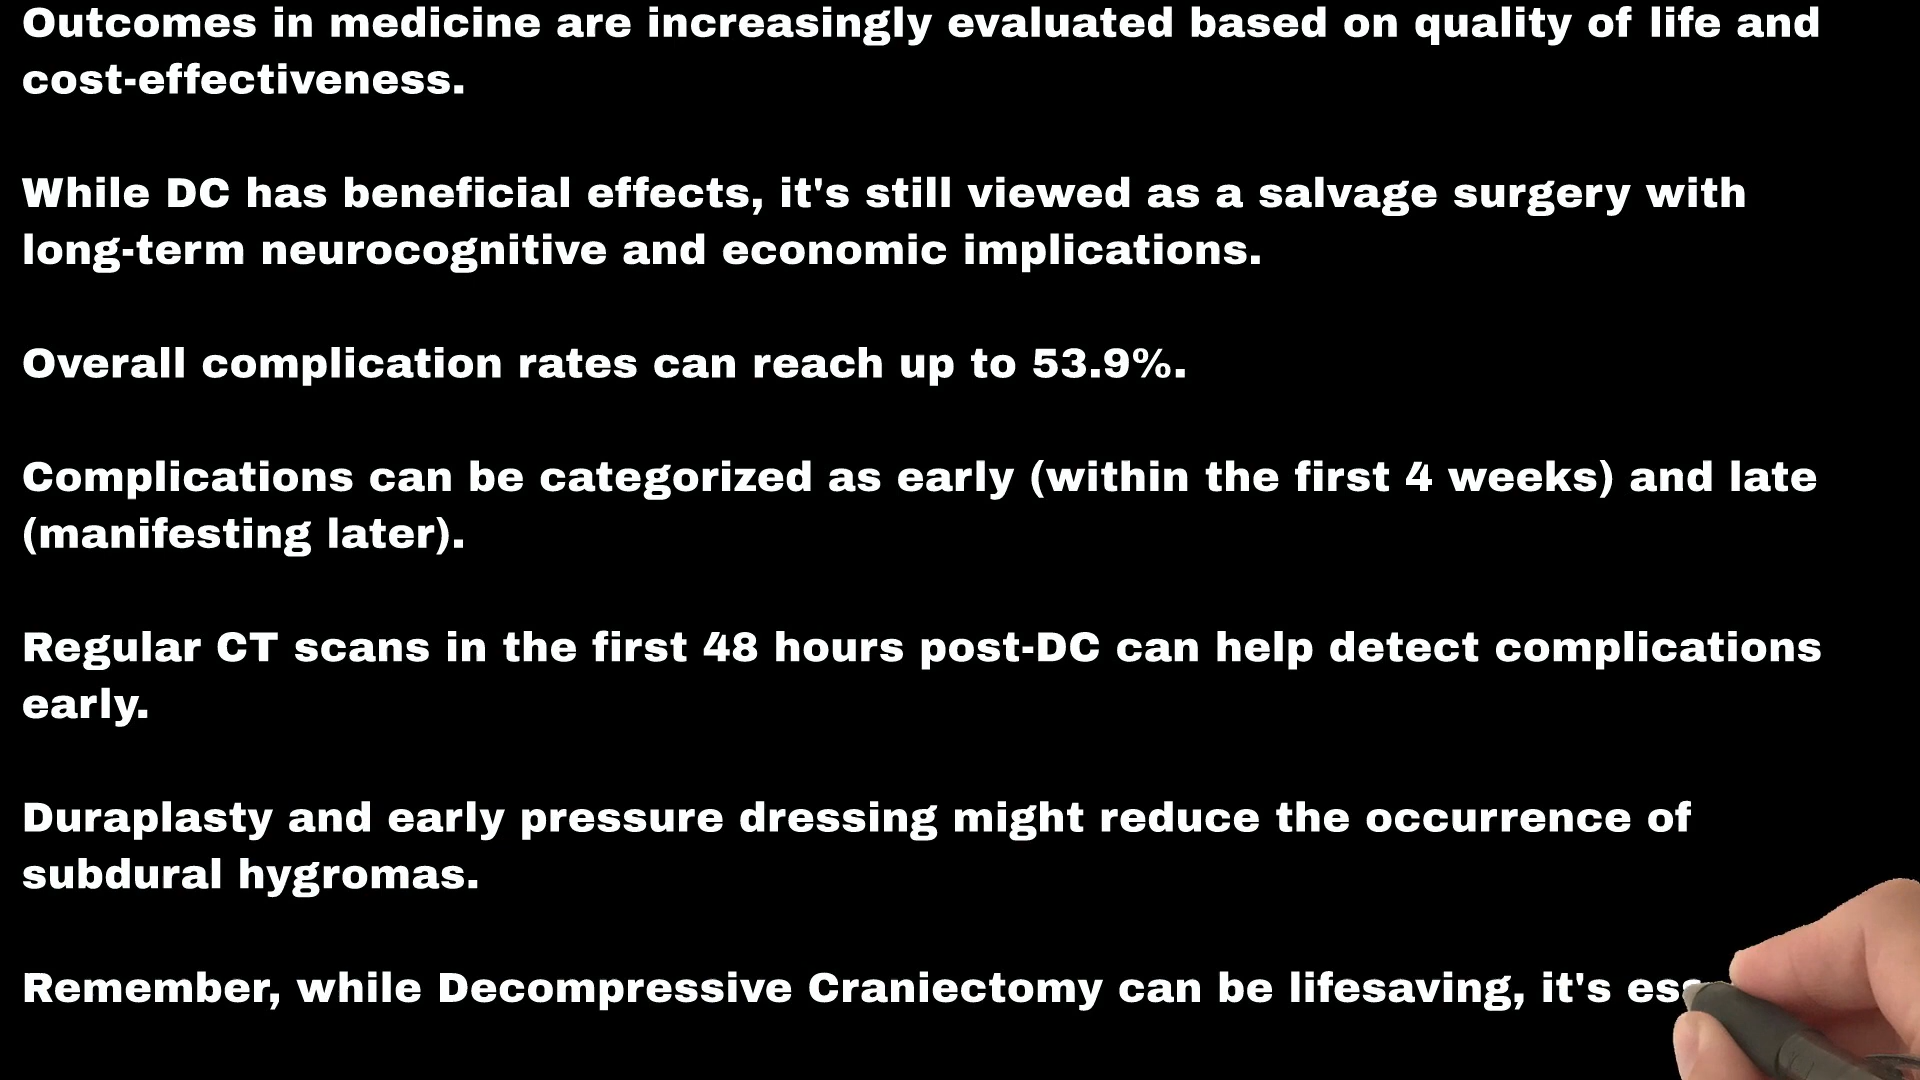 Outcomes in medicine are increasingly evaluated based on quality of life and
cost-effectiveness.
While DC has beneficial effects, it's still viewed as a salvage surgery with
long-term neurocognitive and economic implications.
Overall complication rates can reach up to 53.9%.
Complications can be categorized as early (within the first 4 weeks) and late
(manifesting later).
Regular CT scans in the first 48 hours post-DC can help detect complications
early.
Duraplasty and early pressure dressing might reduce the occurrence of
subdural hygromas.
Remember, while Decompressive Craniectomy can be lifesaving, it's